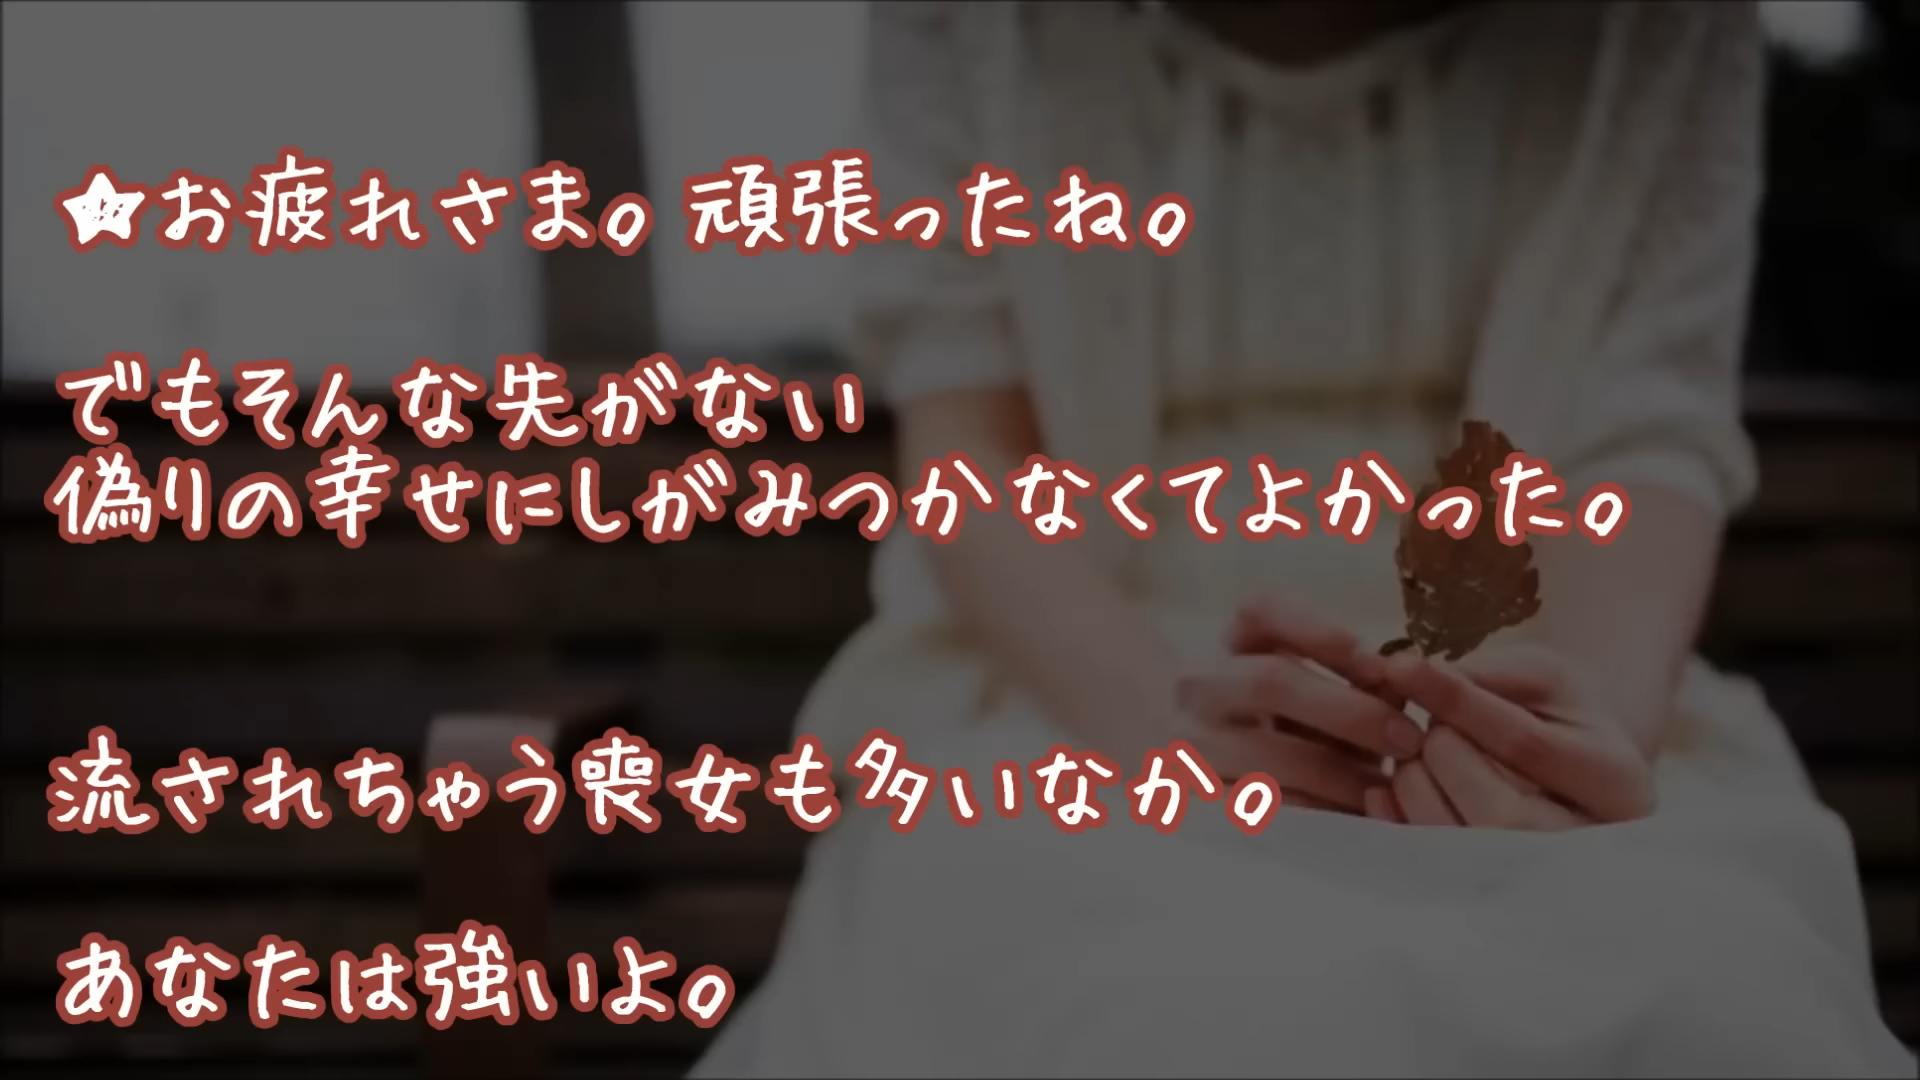 ★お疲れさま。頑張ったね。
でもそんな先がない
偽りの幸せにしがみつかなくてよかった。
流されちゃう喪女も多いなか。
あなたは強いよ。